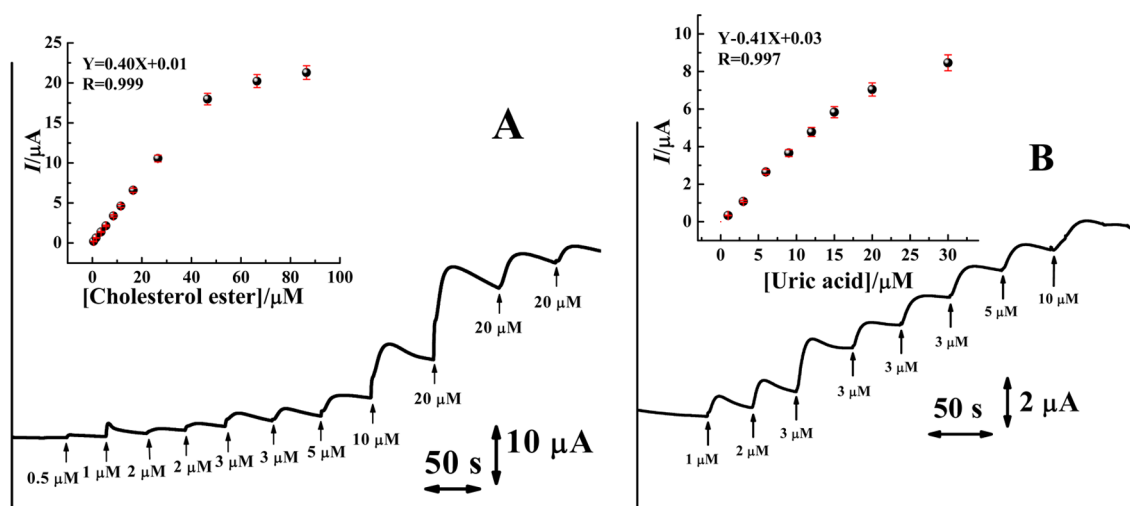 25
20
15
10
5
0
I/µA
Y=0.40X+0.01
R=0.999
0 20 40 60 80 100
[Cholesterol ester]/µM
A
0.5 µM
1 µM
2 µM
2 µM
3 µM
3 µM
5 µM
10 µM
20 µM
20 µM
20 µM
50 s
10 µA
10
8
6
4
2
0
I/µA
Y-0.41X+0.03
R=0.997
0 5 10 15 20 25 30
[Uric acid]/µM
B
1 µM
2 µM
3 µM
3 µM
3 µM
3 µM
5 µM
10 µM
50 s
2 µA